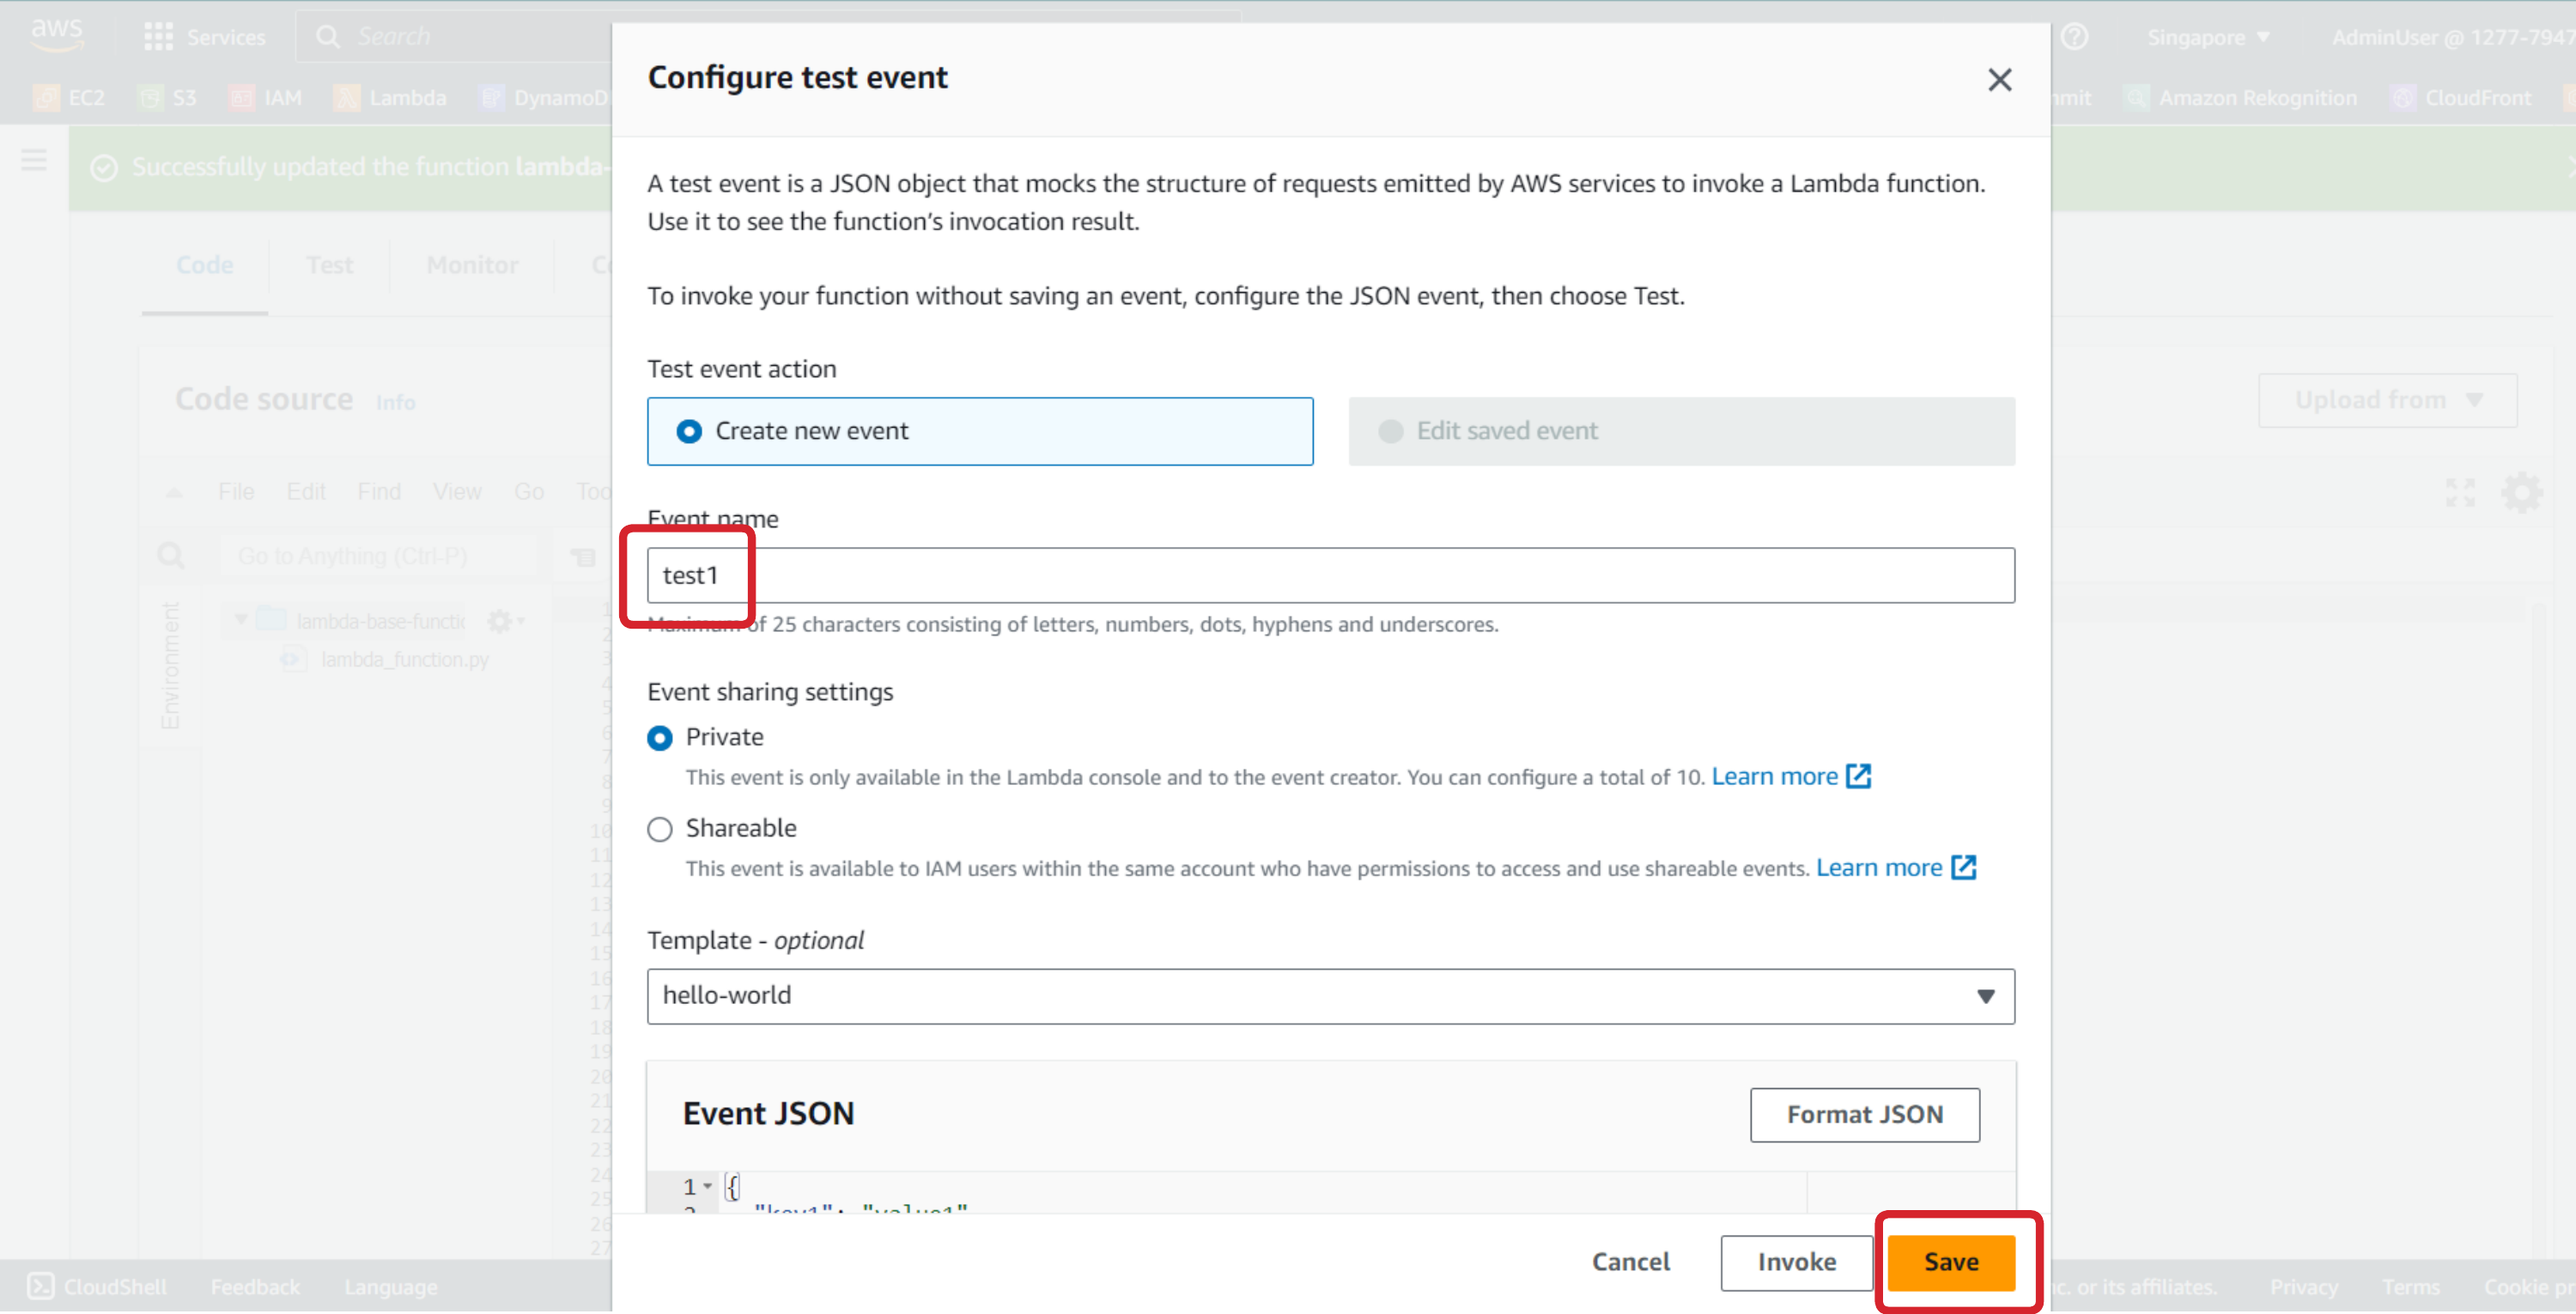 aws
Services
Search
Singapore
AdminUser @ 1277-7947
EC2
S3
IAM
Lambda
Amazon Rekognition
CloudFront
Successfully updated the function lambda-
Code
Test
Monitor
Code source
Info
Upload from
File
Edit
Find
View
Go
Go to Anything (Ctrl-P)
Environment
lambda-base-functic
lambda_function.py
Configure test event
A test event is a JSON object that mocks the structure of requests emitted by AWS services to invoke a Lambda function.
Use it to see the function's invocation result.
To invoke your function without saving an event, configure the JSON event, then choose Test.
Test event action
Create new event
Edit saved event
Event name
test1
Maximum of 25 characters consisting of letters, numbers, dots, hyphens and underscores.
Event sharing settings
Private
This event is only available in the Lambda console and to the event creator. You can configure a total of 10. Learn more
Shareable
This event is available to IAM users within the same account who have permissions to access and use shareable events. Learn more
Template - optional
hello-world
Event JSON
Format JSON
1 {
2 "key1": "value1"
Cancel
Invoke
Save
CloudShell
Feedback
Language
or its affiliates.
Privacy
Terms
Cookie